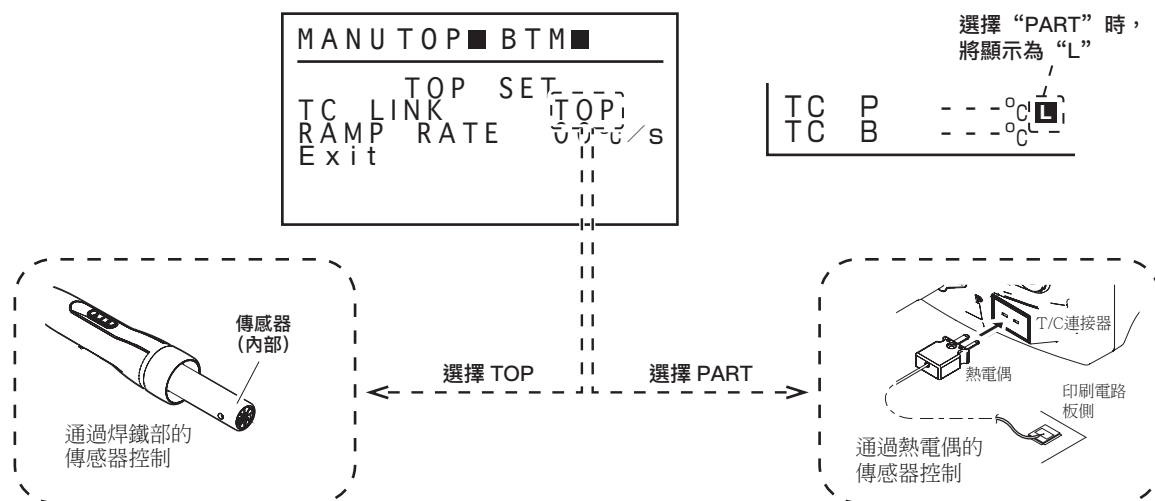 MANU TOP■ BTM■
TOP SET
TC LINK TOP
RAMP RATE 00℃/s
Exit
選擇“PART”時，
將顯示為“L”
TC P ---℃ L
TC B ---℃
傳感器
(內部)
通過焊鐵部的
傳感器控制
選擇 TOP
選擇 PART
T/C連接器
熱電偶
印刷電路
板側
通過熱電偶的
傳感器控制